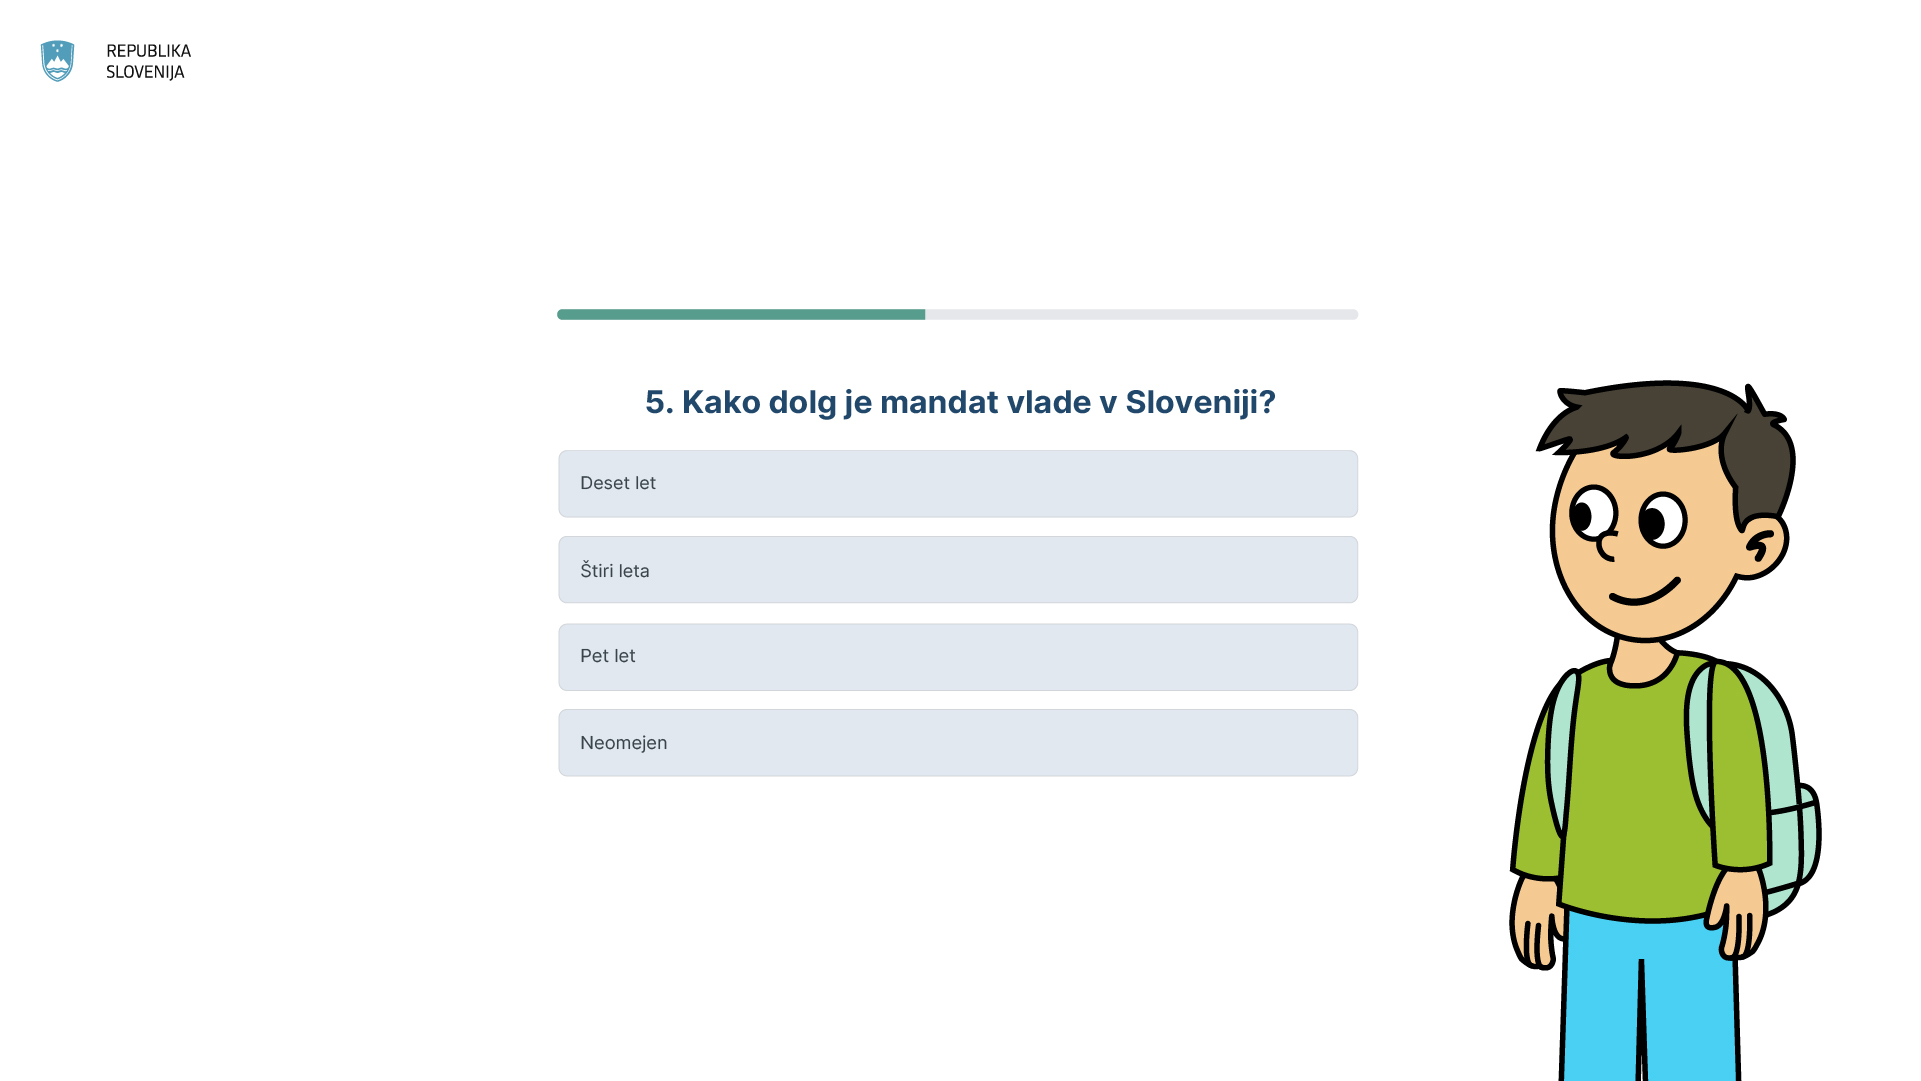 REPUBLIKA
SLOVENIJA
5. Kako dolg je mandat vlade v Sloveniji?
Deset let
Štiri leta
Pet let
Neomejen